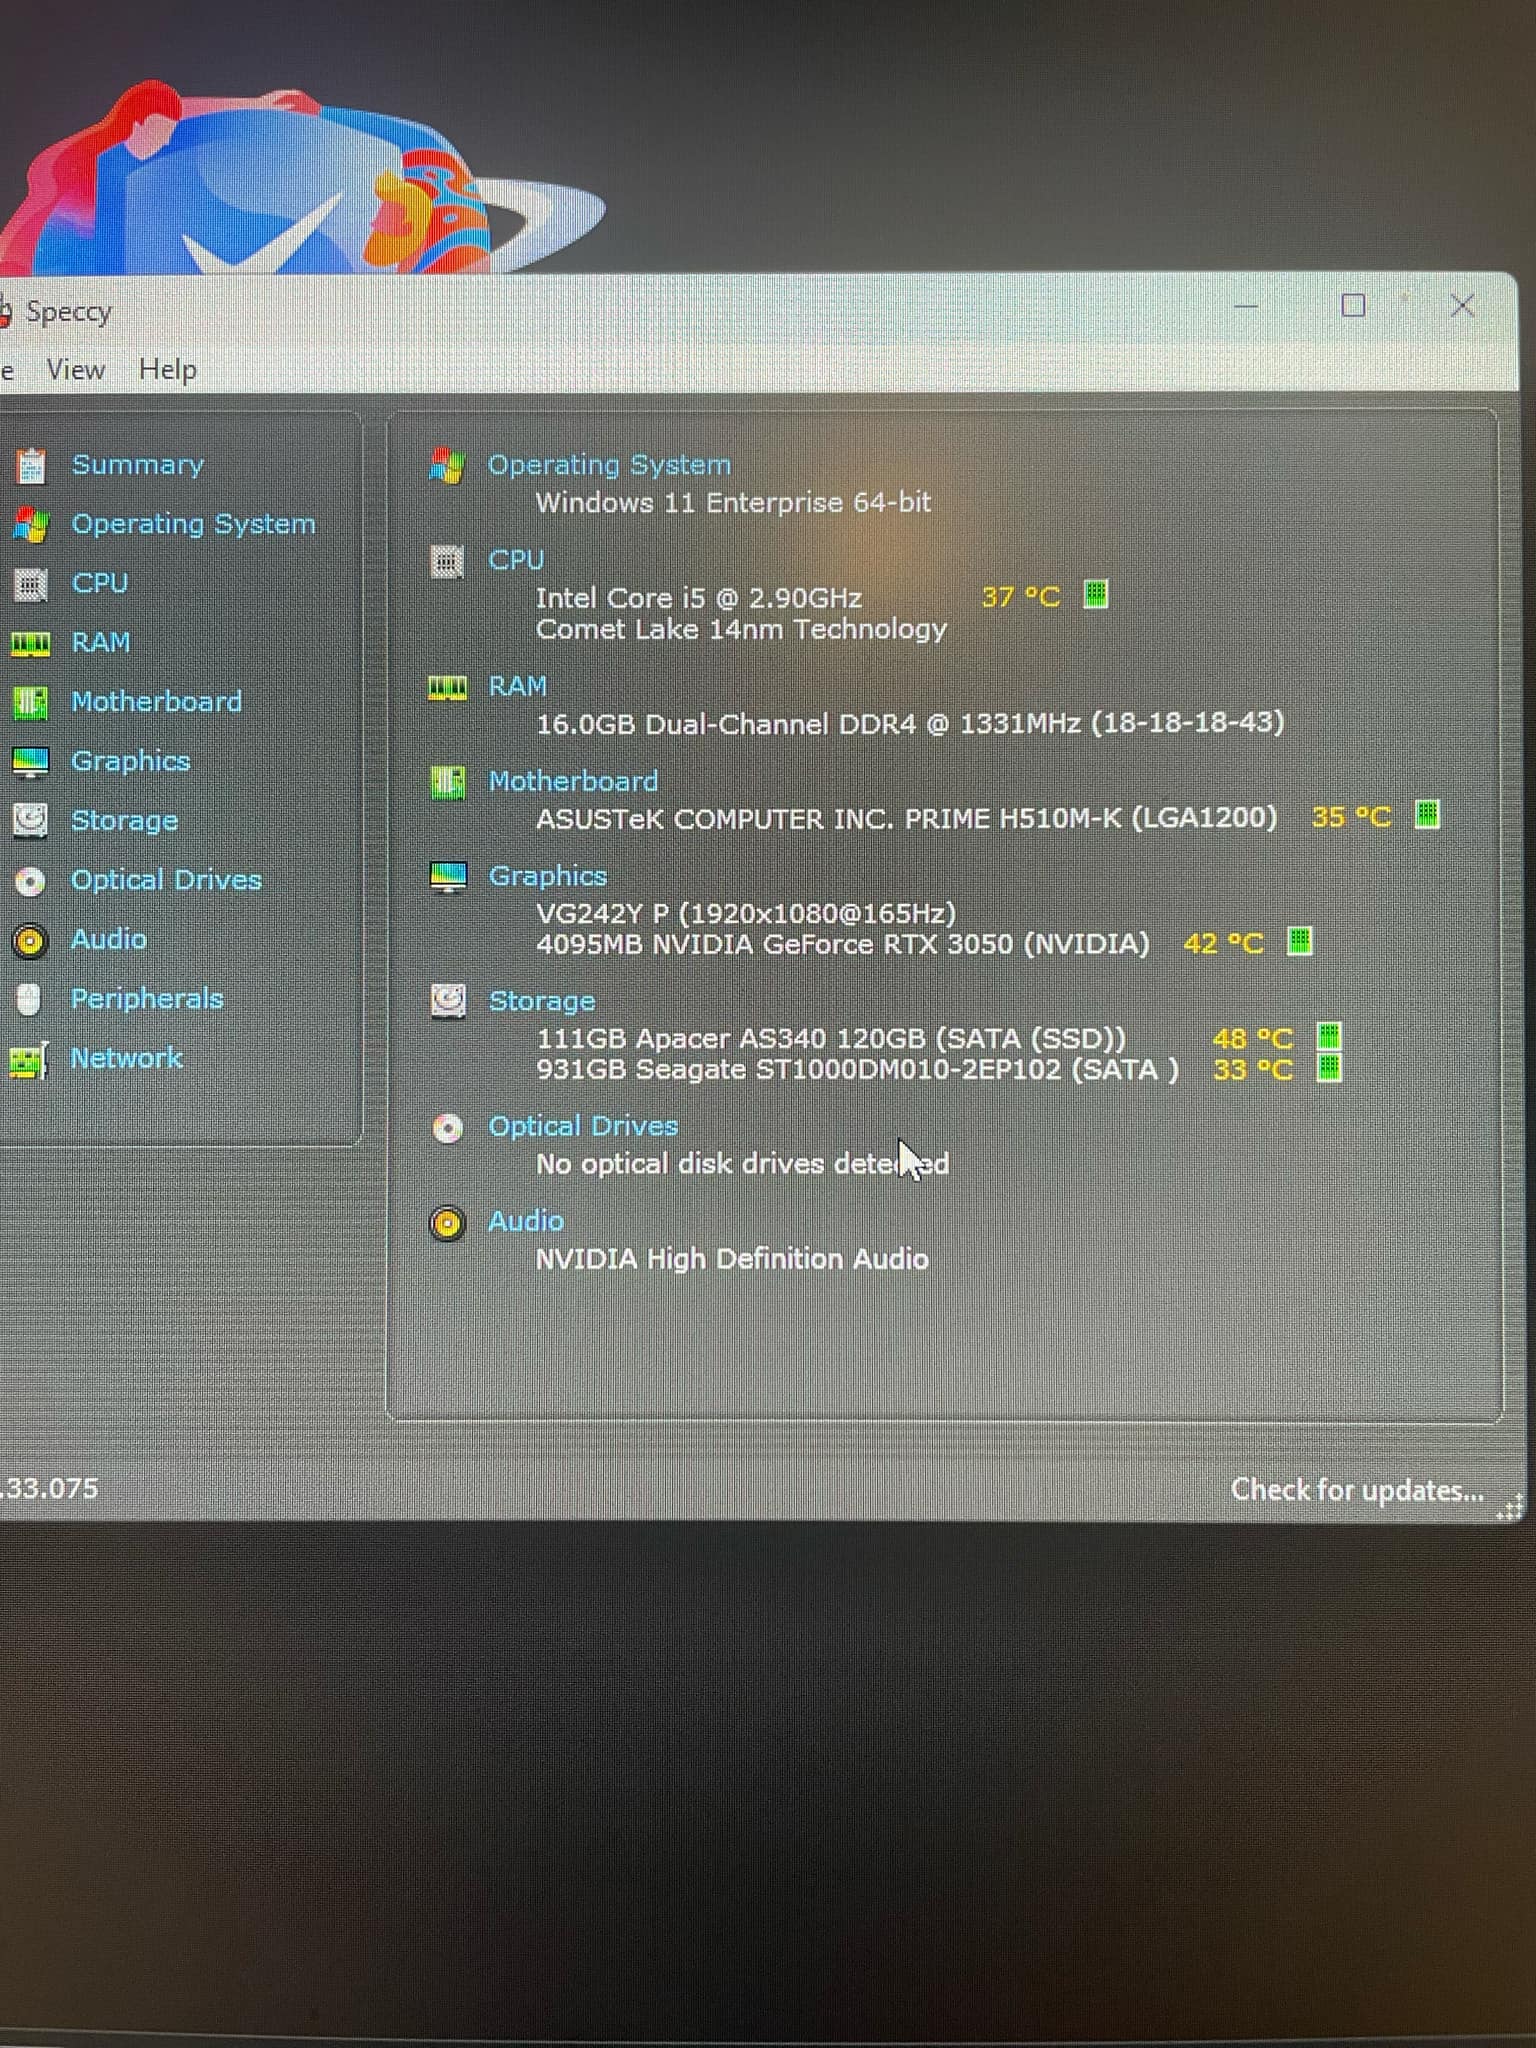 Speccy
e View Help
Summary
Operating System
CPU
RAM
Motherboard
Graphics
Storage
Optical Drives
Audio
Peripherals
Network
Operating System
Windows 11 Enterprise 64-bit
CPU
Intel Core i5 @ 2.90GHz 37 °C
Comet Lake 14nm Technology
RAM
16.0GB Dual-Channel DDR4 @ 1331MHz (18-18-18-43)
Motherboard
ASUSTeK COMPUTER INC. PRIME H510M-K (LGA1200) 35 °C
Graphics
VG242Y P (1920x1080@165Hz)
4095MB NVIDIA GeForce RTX 3050 (NVIDIA) 42 °C
Storage
111GB Apacer AS340 120GB (SATA (SSD)) 48 °C
931GB Seagate ST1000DM010-2EP102 (SATA ) 33 °C
Optical Drives
No optical disk drives detected
Audio
NVIDIA High Definition Audio
.33.075
Check for updates...